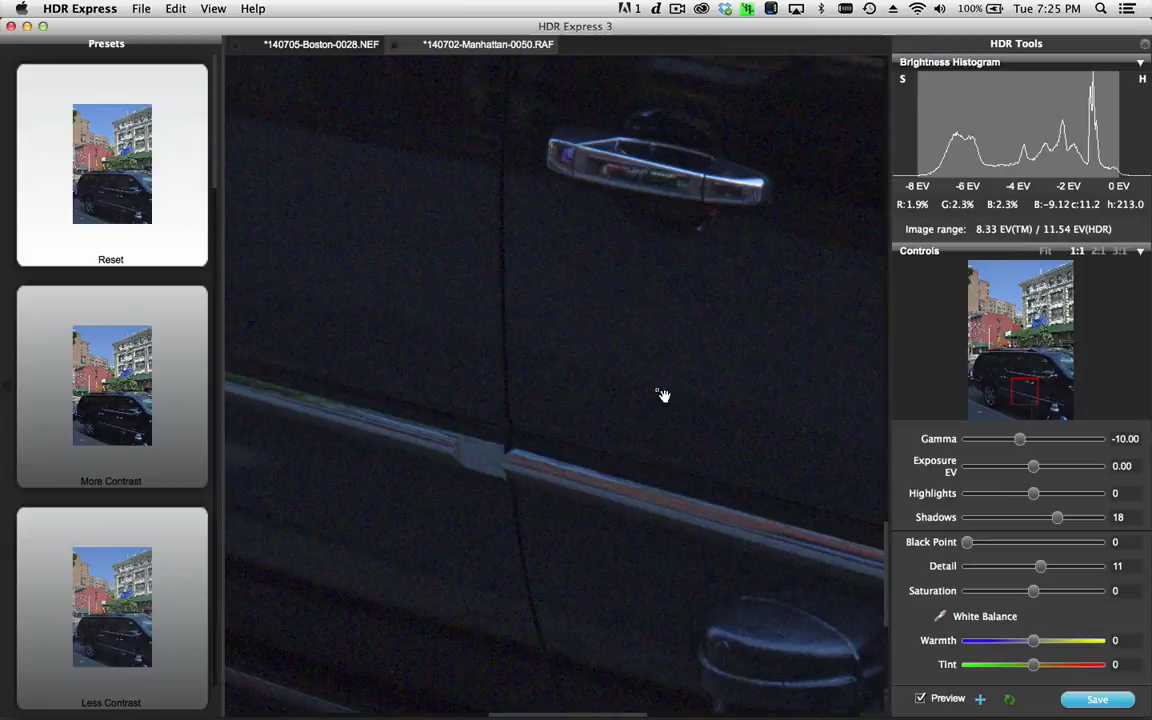 HDR Express File Edit View Help 1 100% Tue 7:25 PM
HDR Express 3
Presets
*140705-Boston-0028.NEF *140702-Manhattan-0050.RAF
HDR Tools
Brightness Histogram
S H
-8 EV -6 EV -4 EV -2 EV 0 EV
R:1.9% G:2.3% B:2.3% B:-9.12 c:11.2 h:213.0
Image range: 8.33 EV(TM) / 11.54 EV(HDR)
Controls Fit 1:1 2:1 3:1
Reset
More Contrast
Less Contrast
Gamma -10.00
Exposure EV 0.00
Highlights 0
Shadows 18
Black Point 0
Detail 11
Saturation 0
White Balance
Warmth 0
Tint 0
Preview + Save